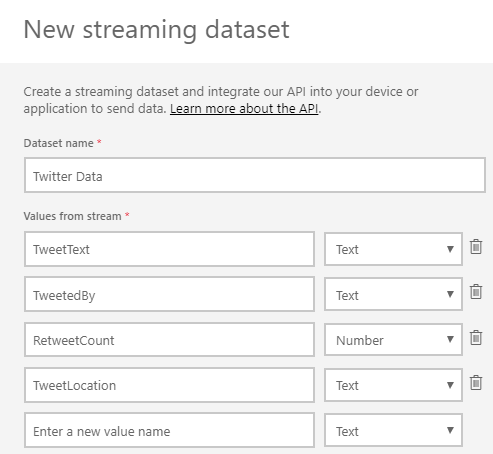 New streaming dataset
Create a streaming dataset and integrate our API into your device or
application to send data. Learn more about the API.
Dataset name *
Twitter Data
Values from stream *
TweetText Text
TweetedBy Text
RetweetCount Number
TweetLocation Text
Enter a new value name Text